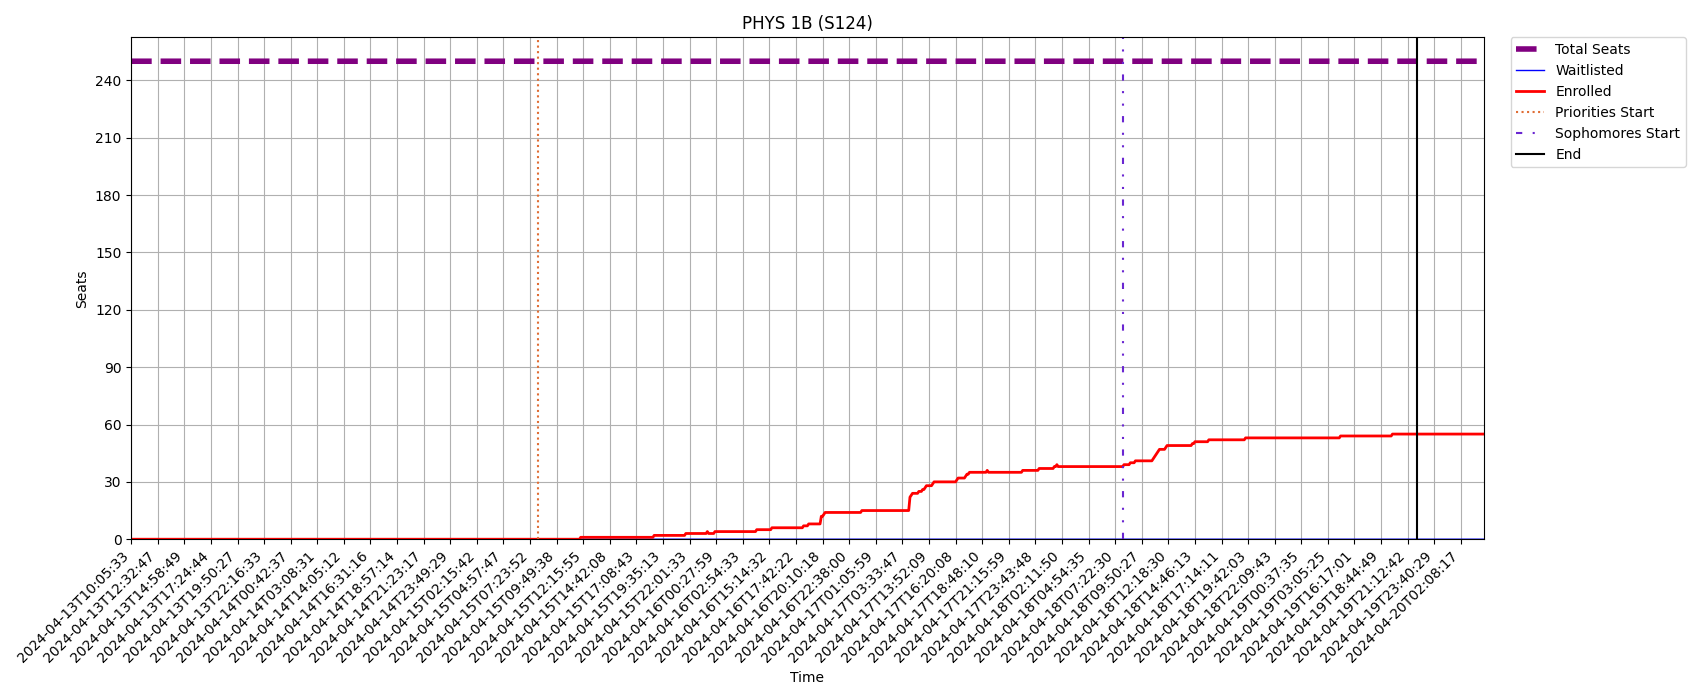 PHYS 1B (S124)
Total Seats
Waitlisted
Enrolled
Priorities Start
Sophomores Start
End
Seats
240
210
180
150
120
90
60
30
0
2024-04-13T10:05:33
2024-04-13T12:32:47
2024-04-13T14:58:49
2024-04-13T17:24:44
2024-04-13T19:50:27
2024-04-13T22:16:33
2024-04-14T00:42:37
2024-04-14T03:08:31
2024-04-14T14:05:12
2024-04-14T16:31:16
2024-04-14T18:57:14
2024-04-14T21:23:17
2024-04-14T23:49:29
2024-04-15T02:15:42
2024-04-15T04:57:47
2024-04-15T07:23:52
2024-04-15T09:49:38
2024-04-15T12:15:55
2024-04-15T14:42:08
2024-04-15T17:08:43
2024-04-15T19:35:13
2024-04-15T22:01:33
2024-04-16T00:27:59
2024-04-16T02:54:33
2024-04-16T15:14:32
2024-04-16T17:42:22
2024-04-16T20:10:18
2024-04-16T22:38:00
2024-04-17T01:05:59
2024-04-17T03:33:47
2024-04-17T13:52:09
2024-04-17T16:20:08
2024-04-17T18:48:10
2024-04-17T21:15:59
2024-04-17T23:43:48
2024-04-18T02:11:50
2024-04-18T04:54:35
2024-04-18T07:22:30
2024-04-18T09:50:27
2024-04-18T12:18:30
2024-04-18T14:46:13
2024-04-18T17:14:11
2024-04-18T19:42:03
2024-04-18T22:09:43
2024-04-19T00:37:35
2024-04-19T03:05:25
2024-04-19T16:17:01
2024-04-19T18:44:49
2024-04-19T21:12:42
2024-04-19T23:40:29
2024-04-20T02:08:17
Time